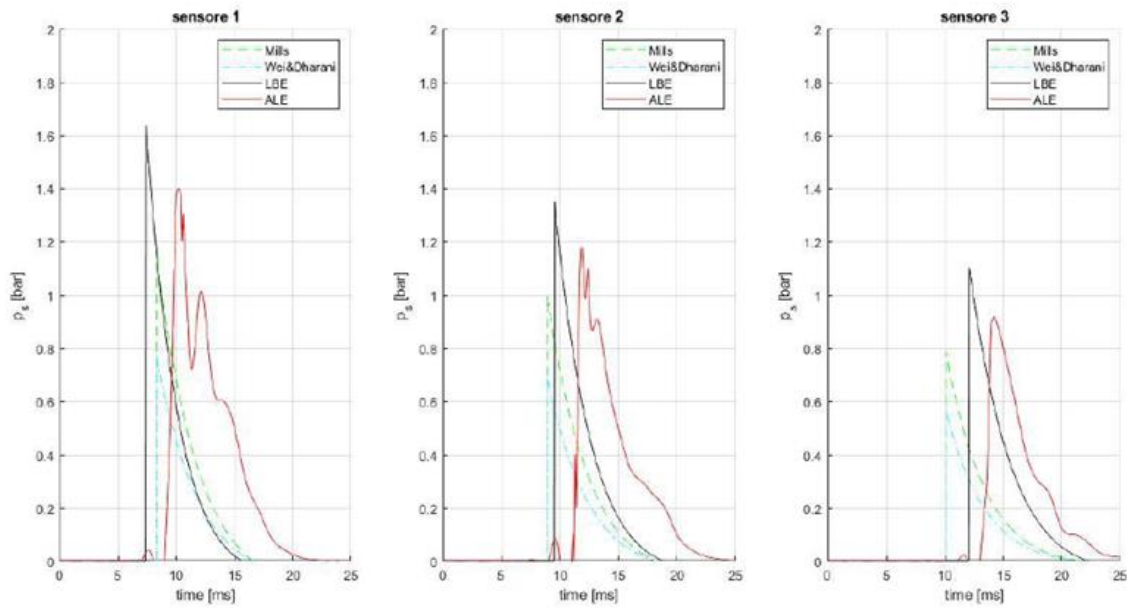 sensore 1
2
1.8
1.6
1.4
1.2
1
0.8
0.6
0.4
0.2
0
p_s [bar]
0 5 10 15 20 25
time [ms]
Mills
Wei&Dharani
LBE
ALE
sensore 2
2
1.8
1.6
1.4
1.2
1
0.8
0.6
0.4
0.2
0
p_s [bar]
0 5 10 15 20 25
time [ms]
Mills
Wei&Dharani
LBE
ALE
sensore 3
2
1.8
1.6
1.4
1.2
1
0.8
0.6
0.4
0.2
0
p_s [bar]
0 5 10 15 20 25
time [ms]
Mills
Wei&Dharani
LBE
ALE